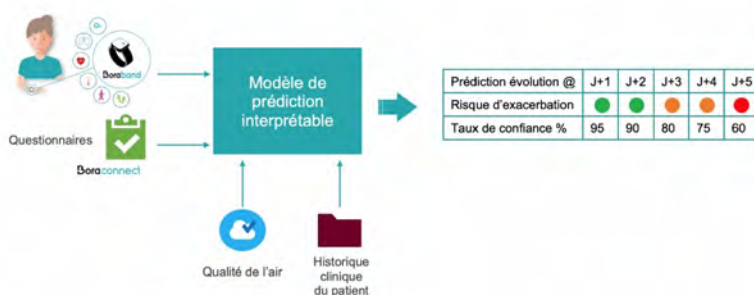 Boraband
Questionnaires
Boraconnect
Modèle de
prédiction
interprétable
Qualité de l'air
Historique
clinique
du patient
Prédiction évolution @ J+1 J+2 J+3 J+4 J+5
Risque d'exacerbation
Taux de confiance % 95 90 80 75 60